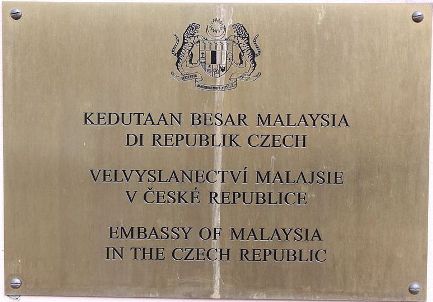 KEDUTAAN BESAR MALAYSIA
DI REPUBLIK CZECH
VELVYSLANECTVÍ MALAJSIE
V ČESKÉ REPUBLICE
EMBASSY OF MALAYSIA
IN THE CZECH REPUBLIC